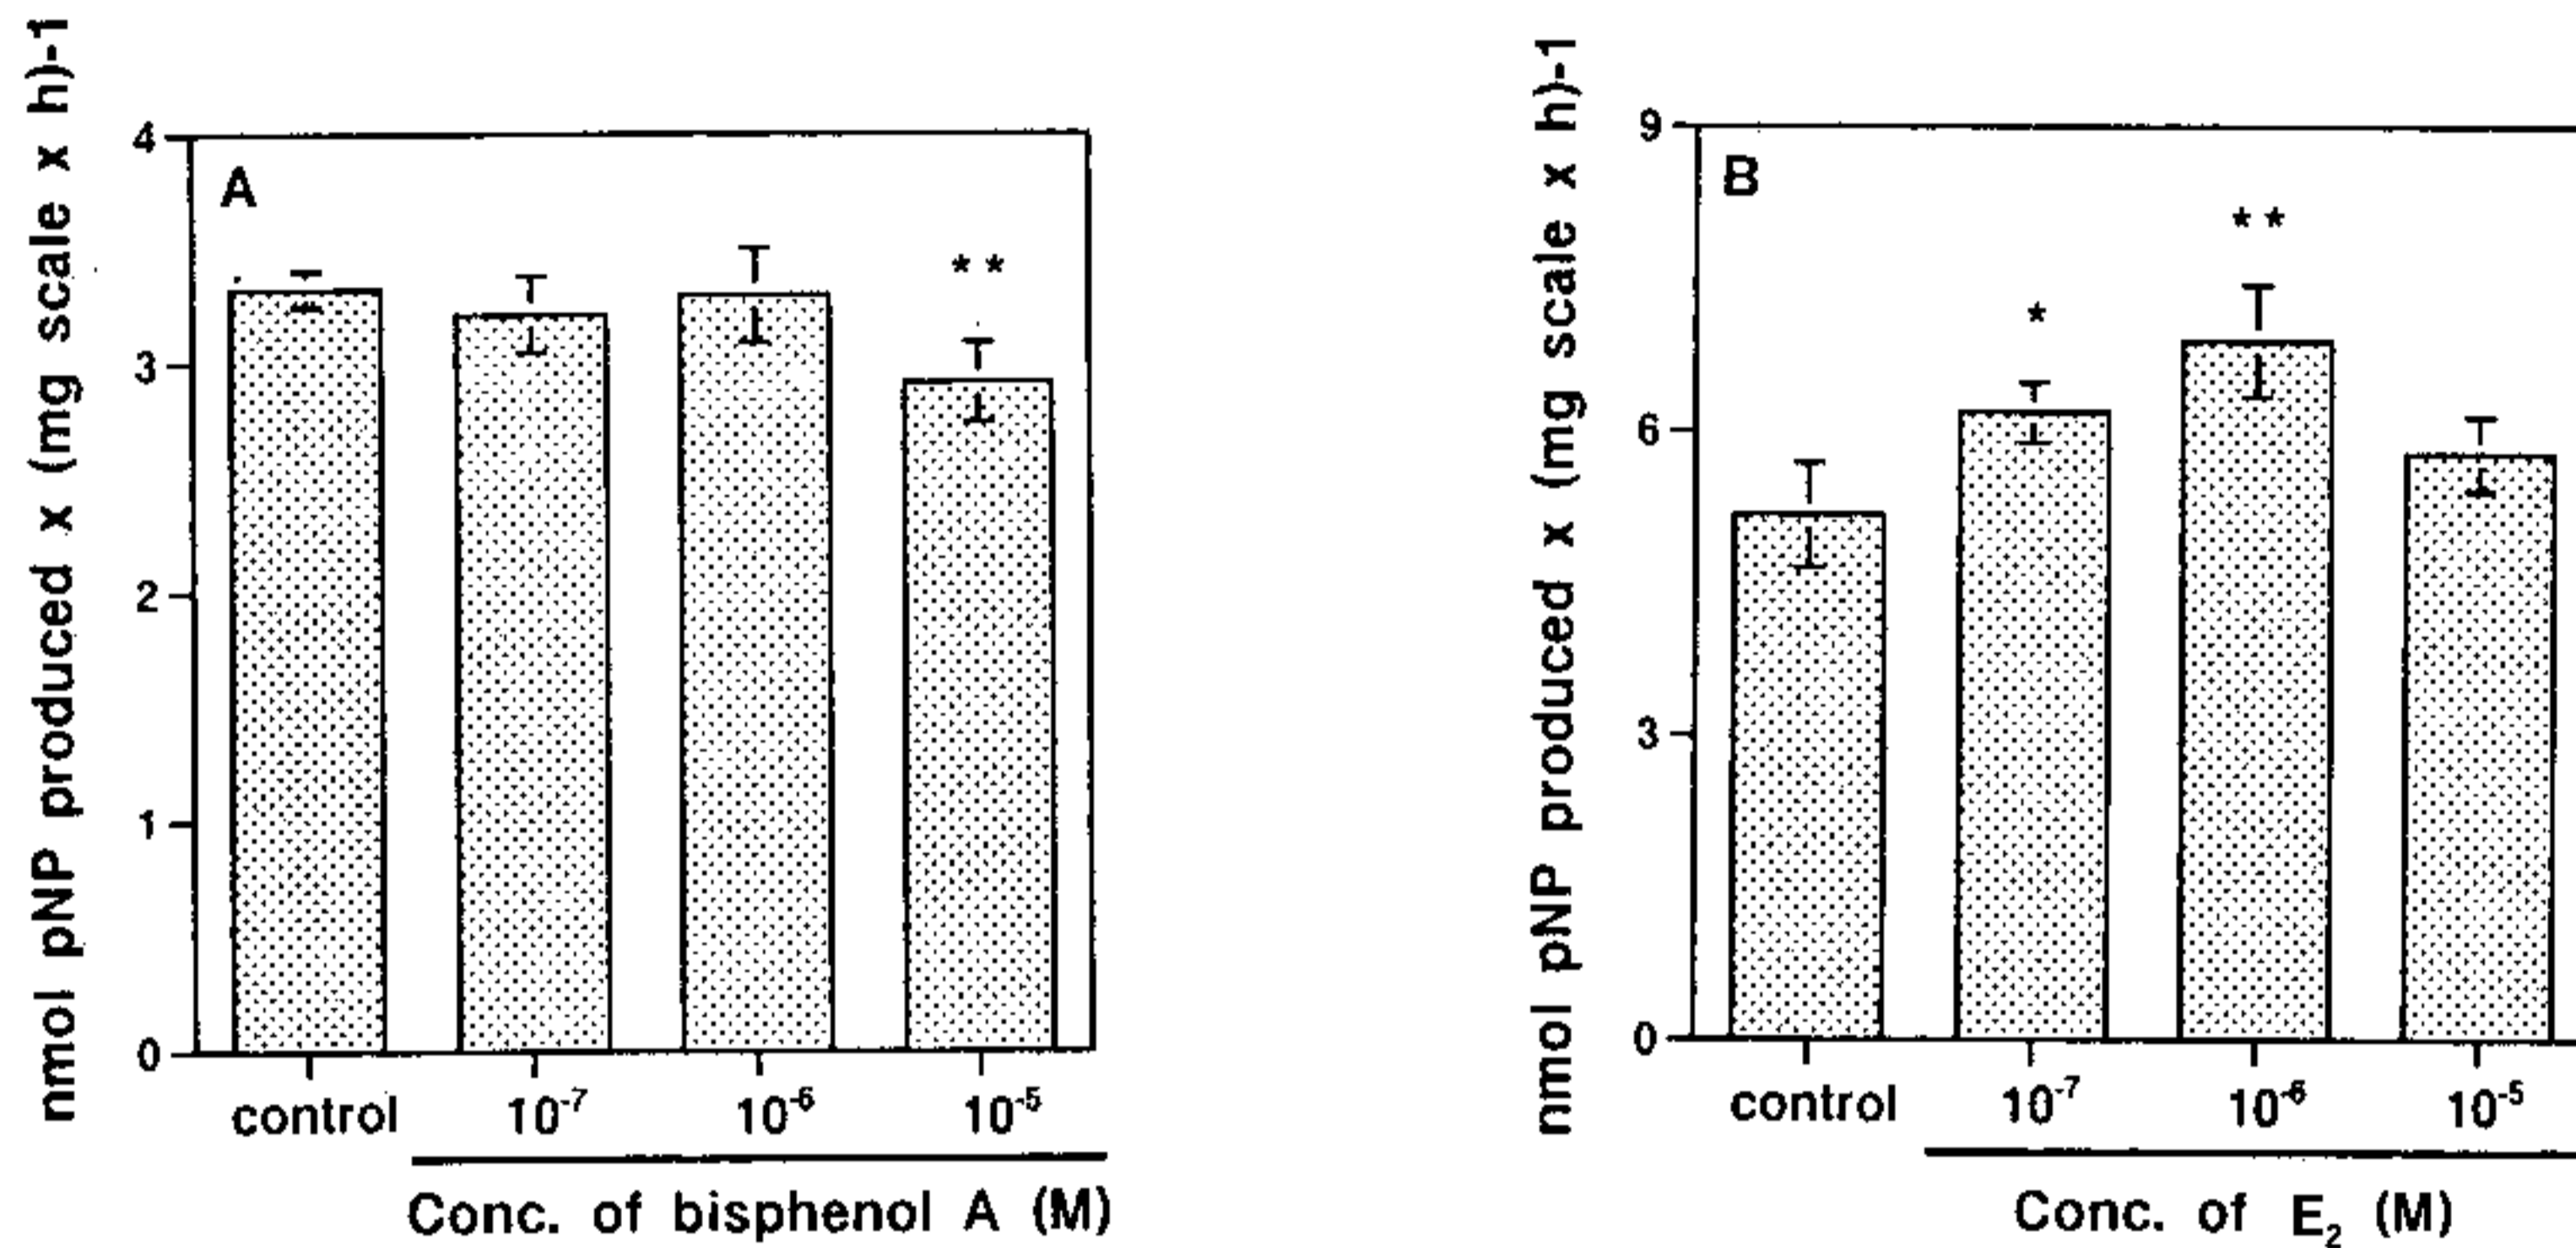 nmol pNP produced x (mg scale x h)-1
A
4
3
2
1
0
**
control 10-7 10-6 10-5
Conc. of bisphenol A (M)
nmol pNP produced x (mg scale x h)-1
B
9
6
3
0
*
**
control 10-7 10-6 10-5
Conc. of E2 (M)